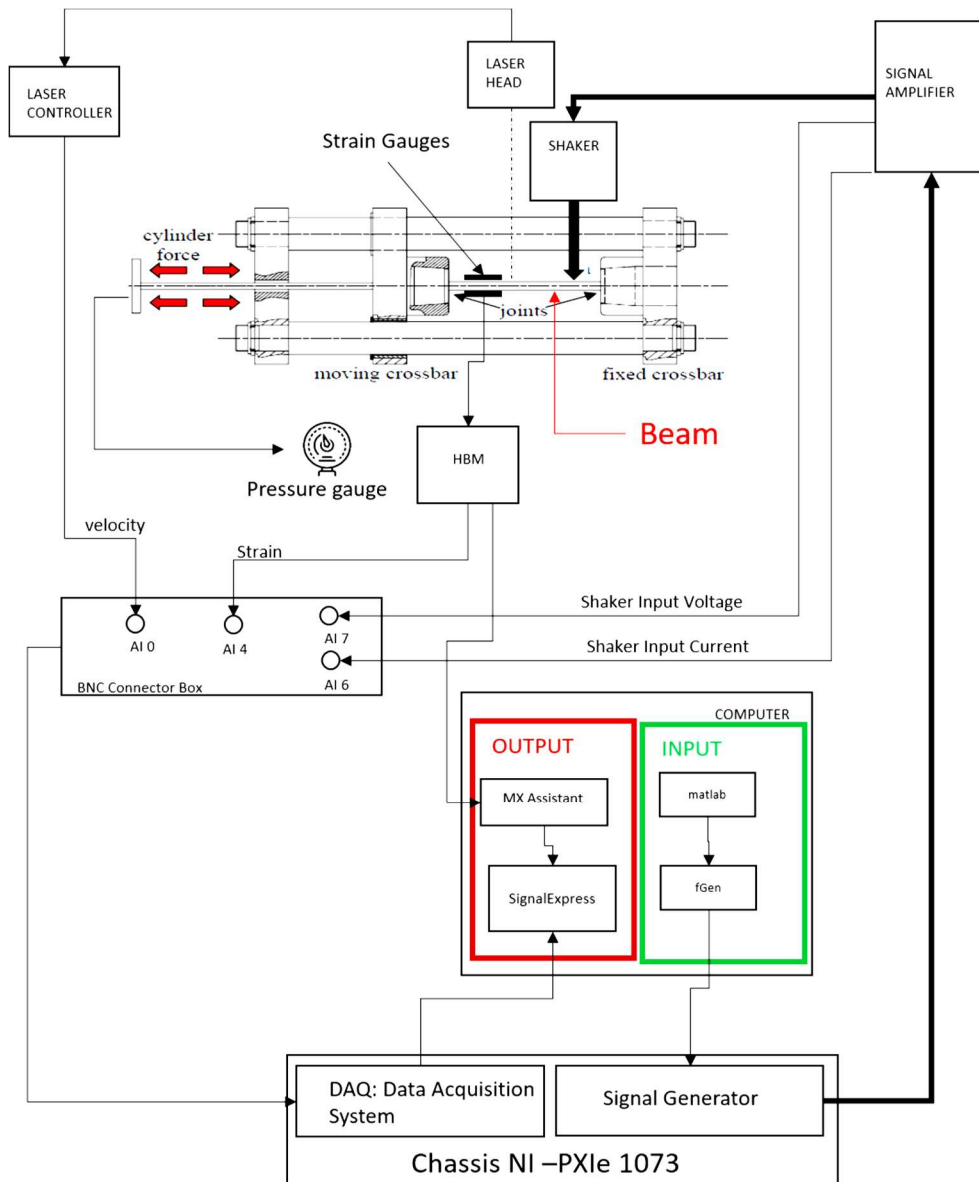 LASER
CONTROLLER
LASER
HEAD
SIGNAL
AMPLIFIER
SHAKER
Strain Gauges
cylinder
force
joints
moving crossbar
fixed crossbar
Beam
HBM
Pressure gauge
velocity
Strain
Shaker Input Voltage
Shaker Input Current
AI 0
AI 4
AI 7
AI 6
BNC Connector Box
COMPUTER
OUTPUT
INPUT
MX Assistant
matlab
SignalExpress
fGen
DAQ: Data Acquisition
System
Signal Generator
Chassis NI –PXIe 1073